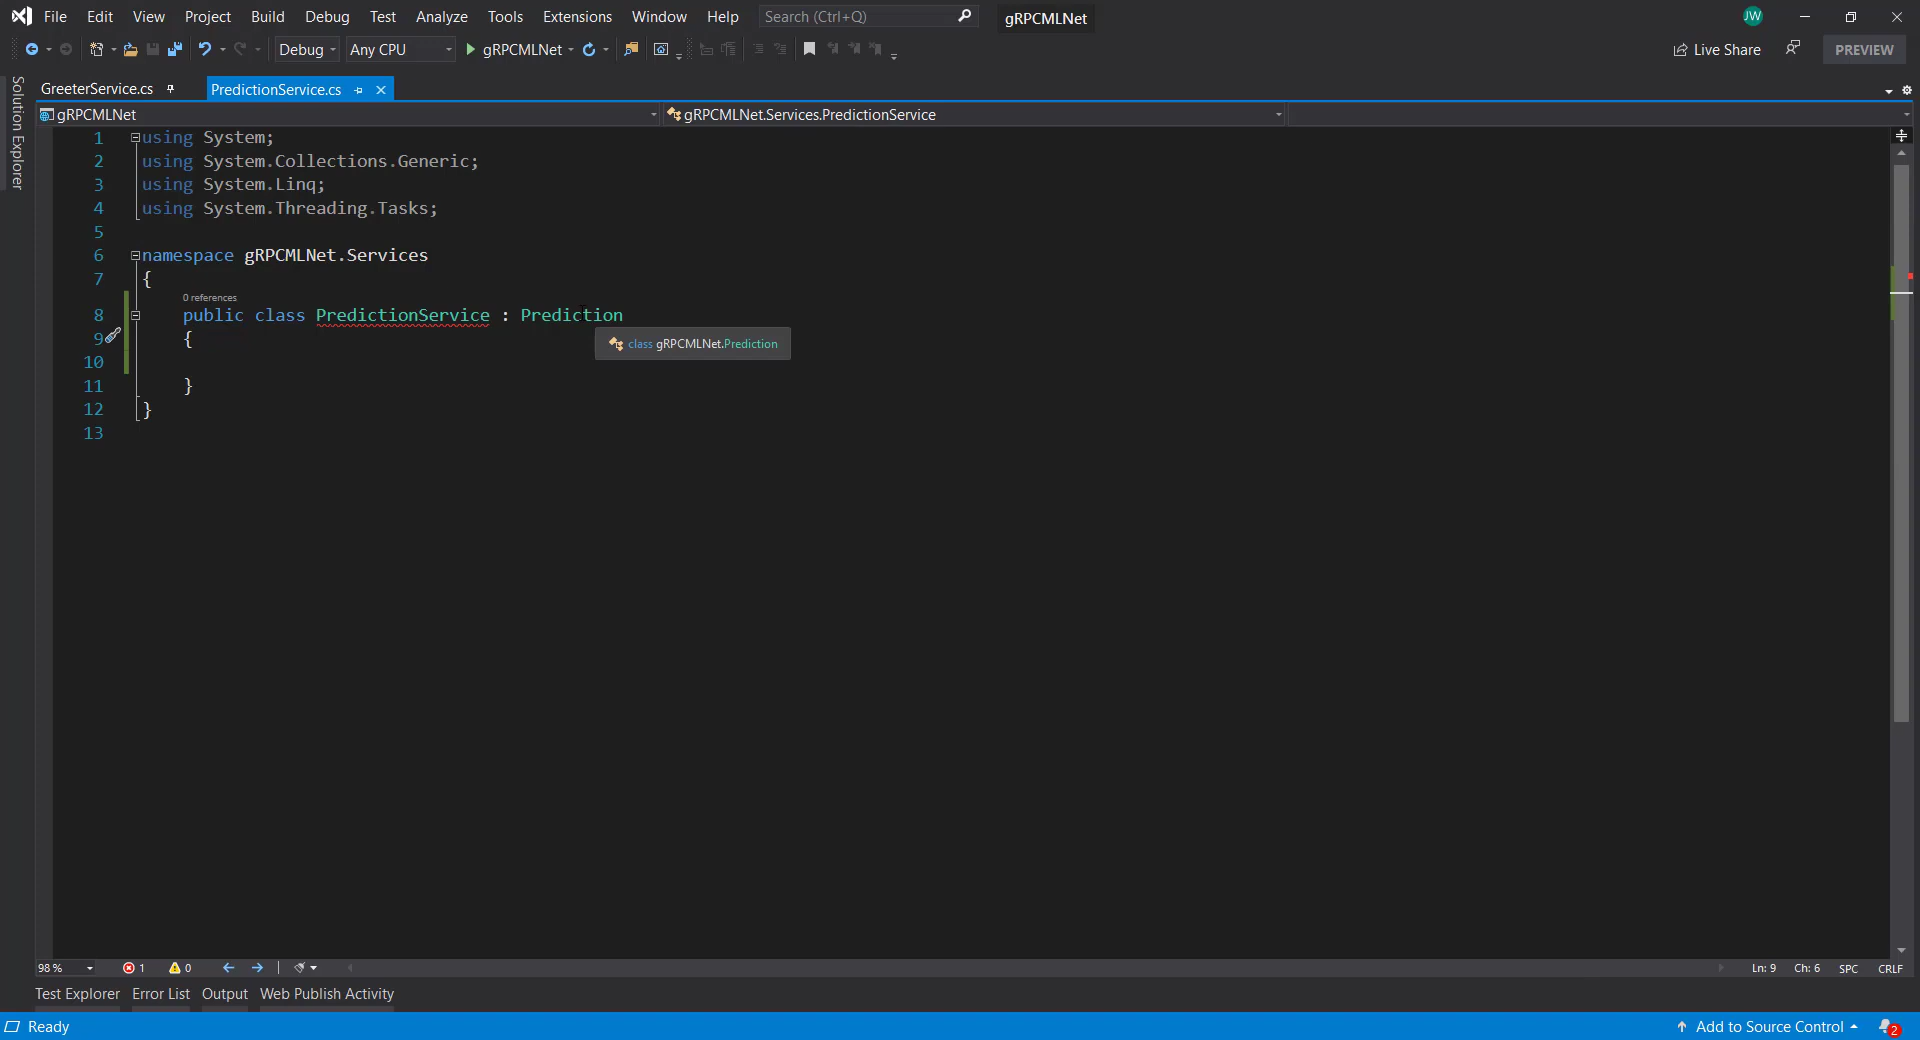 File Edit View Project Build Debug Test Analyze Tools Extensions Window Help Search (Ctrl+Q) gRPCMLNet JW
Debug Any CPU gRPCMLNet Live Share PREVIEW
Solution Explorer
GreeterService.cs PredictionService.cs
gRPCMLNet gRPCMLNet.Services.PredictionService
1 using System;
2 using System.Collections.Generic;
3 using System.Linq;
4 using System.Threading.Tasks;
5
6 namespace gRPCMLNet.Services
7 {
0 references
8 public class PredictionService : Prediction
9 {
class gRPCMLNet.Prediction
10
11 }
12 }
13
98 % 1 0 Ln: 9 Ch: 6 SPC CRLF
Test Explorer Error List Output Web Publish Activity
Ready Add to Source Control 2